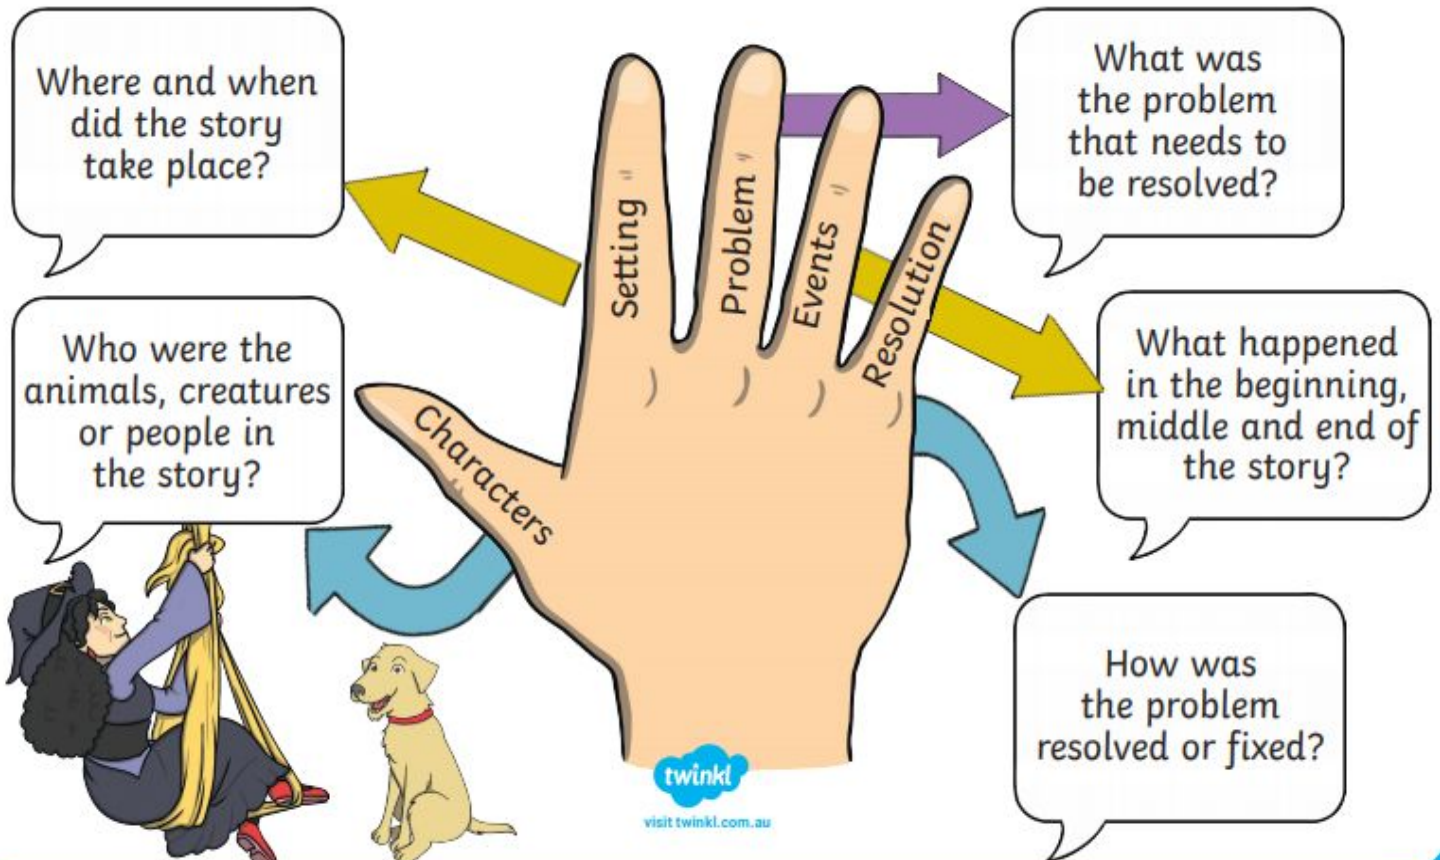 Where and when
did the story
take place?
Who were the
animals, creatures
or people in
the story?
Characters
Setting
Problem
Events
Resolution
What was
the problem
that needs to
be resolved?
What happened
in the beginning,
middle and end of
the story?
How was
the problem
resolved or fixed?
twinkl
visit twinkl.com.au